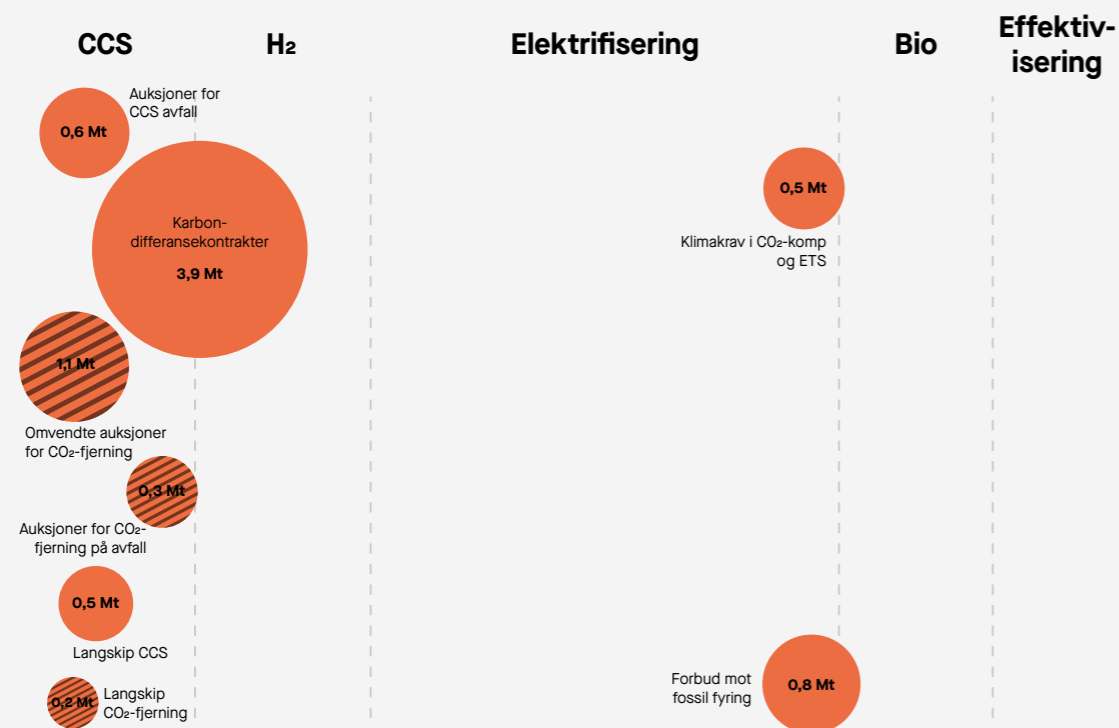 CCS
H₂
Elektrifisering
Bio
Effektiv-
isering
Auksjoner for
CCS avfall
0,6 Mt
Karbon-
differansekontrakter
3,9 Mt
0,5 Mt
Klimakrav i CO₂-komp
og ETS
1,1 Mt
Omvendte auksjoner
for CO₂-fjerning
0,3 Mt
Auksjoner for CO₂-
fjerning på avfall
0,5 Mt
Langskip CCS
0,2 Mt
Langskip
CO₂-fjerning
Forbud mot
fossil fyring
0,8 Mt